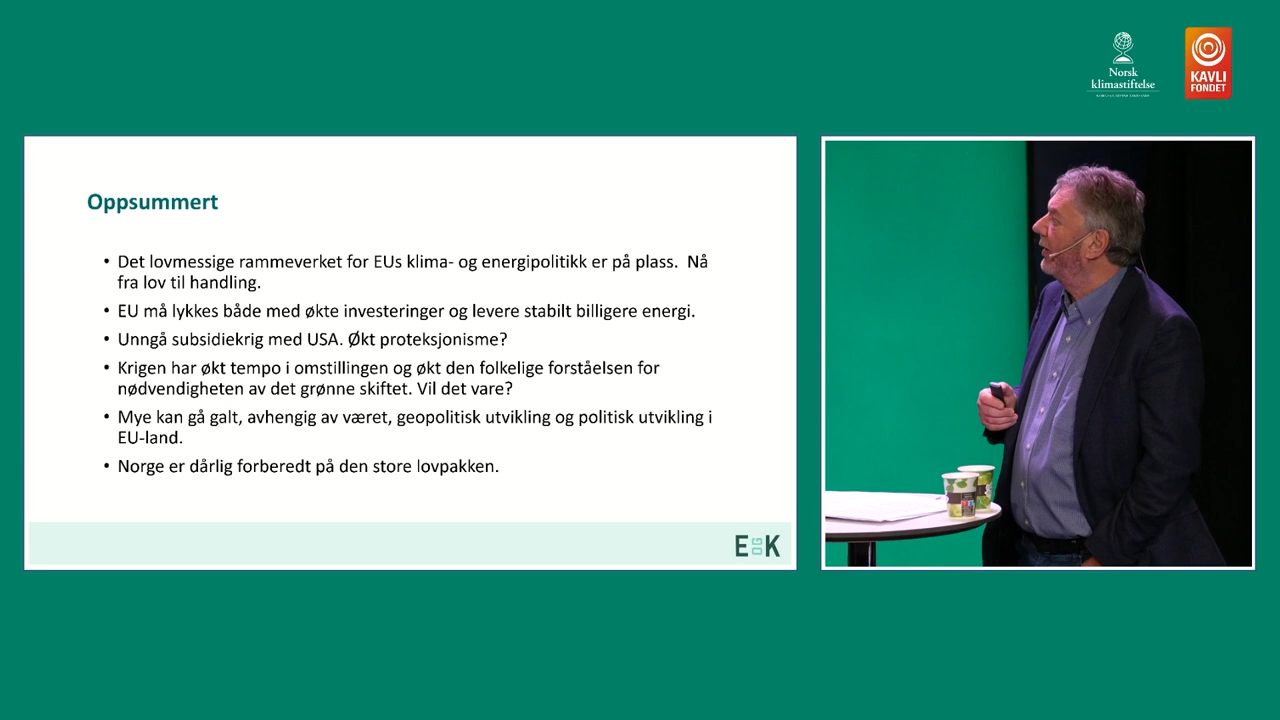 Norsk
klimastiftelse
KAVLI
FONDET
Oppsummert
• Det lovmessige rammeverket for EUs klima- og energipolitikk er på plass.  Nå
fra lov til handling.
• EU må lykkes både med økte investeringer og levere stabilt billigere energi.
• Unngå subsidiekrig med USA. Økt proteksjonisme?
• Krigen har økt tempo i omstillingen og økt den folkelige forståelsen for
nødvendigheten av det grønne skiftet. Vil det vare?
• Mye kan gå galt, avhengig av været, geopolitisk utvikling og politisk utvikling i
EU-land.
• Norge er dårlig forberedt på den store lovpakken.
E OG K